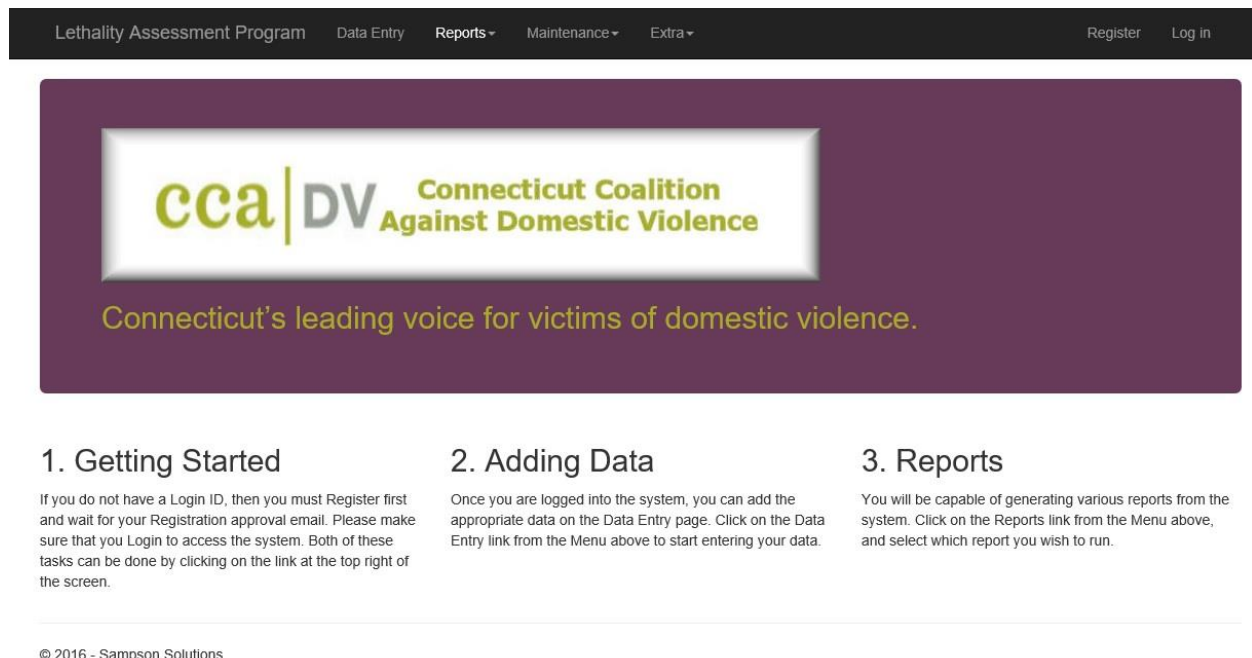 Lethality Assessment Program Data Entry Reports Maintenance Extra Register Log in
cca DV Connecticut Coalition
Against Domestic Violence
Connecticut’s leading voice for victims of domestic violence.
1. Getting Started
If you do not have a Login ID, then you must Register first
and wait for your Registration approval email. Please make
sure that you Login to access the system. Both of these
tasks can be done by clicking on the link at the top right of
the screen.
2. Adding Data
Once you are logged into the system, you can add the
appropriate data on the Data Entry page. Click on the Data
Entry link from the Menu above to start entering your data.
3. Reports
You will be capable of generating various reports from the
system. Click on the Reports link from the Menu above,
and select which report you wish to run.
© 2016 - Sampson Solutions